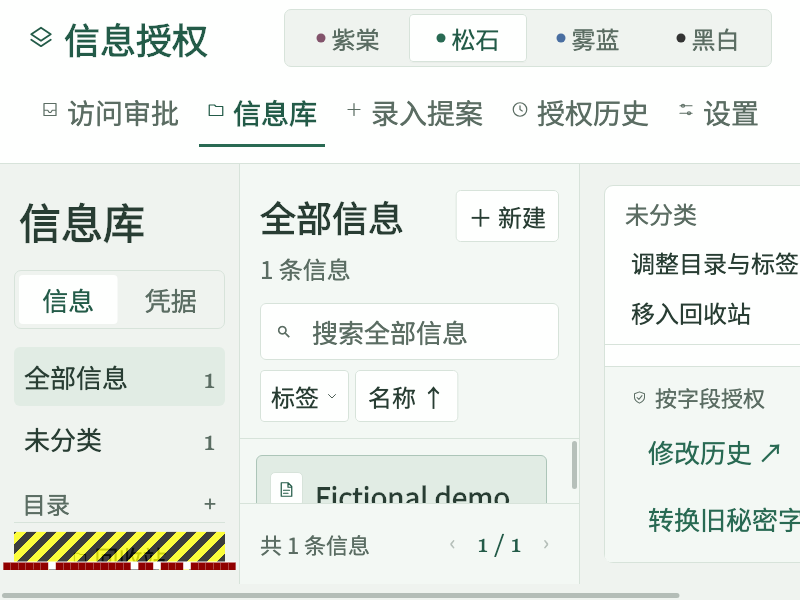 信息授权
紫棠 松石 雾蓝 黑白
访问审批 信息库 录入提案 授权历史 设置
信息库
信息 凭据
全部信息 1
未分类 1
目录 +
全部信息
+ 新建
1 条信息
搜索全部信息
标签 名称 ↑
Fictional demo
共 1 条信息 ‹ 1 / 1 ›
未分类
调整目录与标签
移入回收站
按字段授权
修改历史 ↗
转换旧秘密字